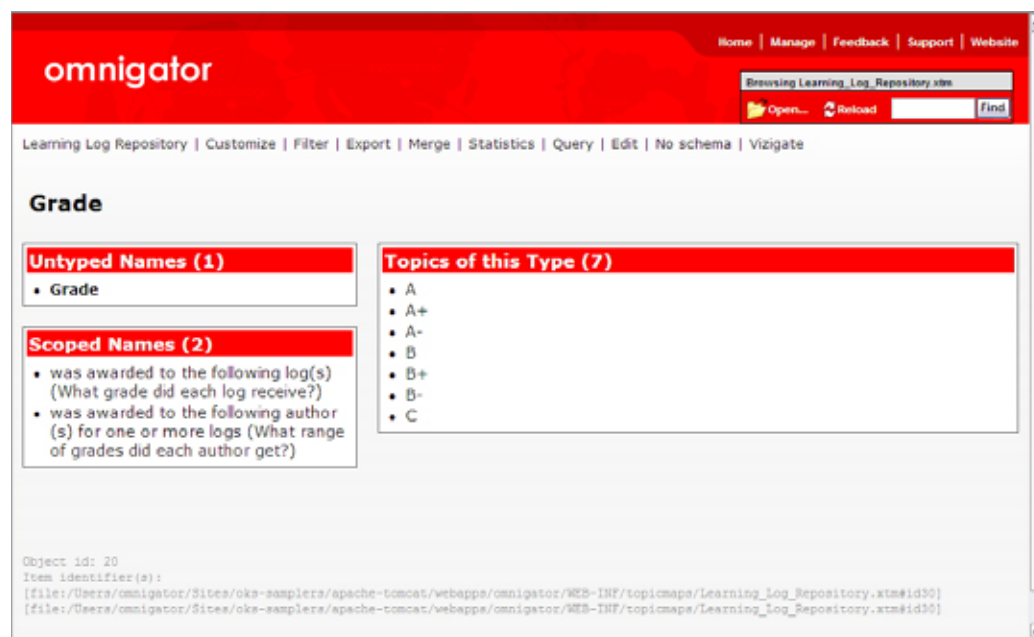 Home | Manage | Feedback | Support | Website
omnigator
Browsing Learning_Log_Repository.xtm
Open... Reload Find
Learning Log Repository | Customize | Filter | Export | Merge | Statistics | Query | Edit | No schema | Vizigate
Grade
Untyped Names (1)
• Grade
Scoped Names (2)
• was awarded to the following log(s)
(What grade did each log receive?)
• was awarded to the following author
(s) for one or more logs (What range
of grades did each author get?)
Topics of this Type (7)
• A
• A+
• A-
• B
• B+
• B-
• C
Object id: 20
Item identifier(s):
[file:/Users/omnigator/Sites/oks-samplers/apache-tomcat/webapps/omnigator/WEB-INF/topicmaps/Learning_Log_Repository.xtm#id30]
[file:/Users/omnigator/Sites/oks-samplers/apache-tomcat/webapps/omnigator/WEB-INF/topicmaps/Learning_Log_Repository.xtm#id30]